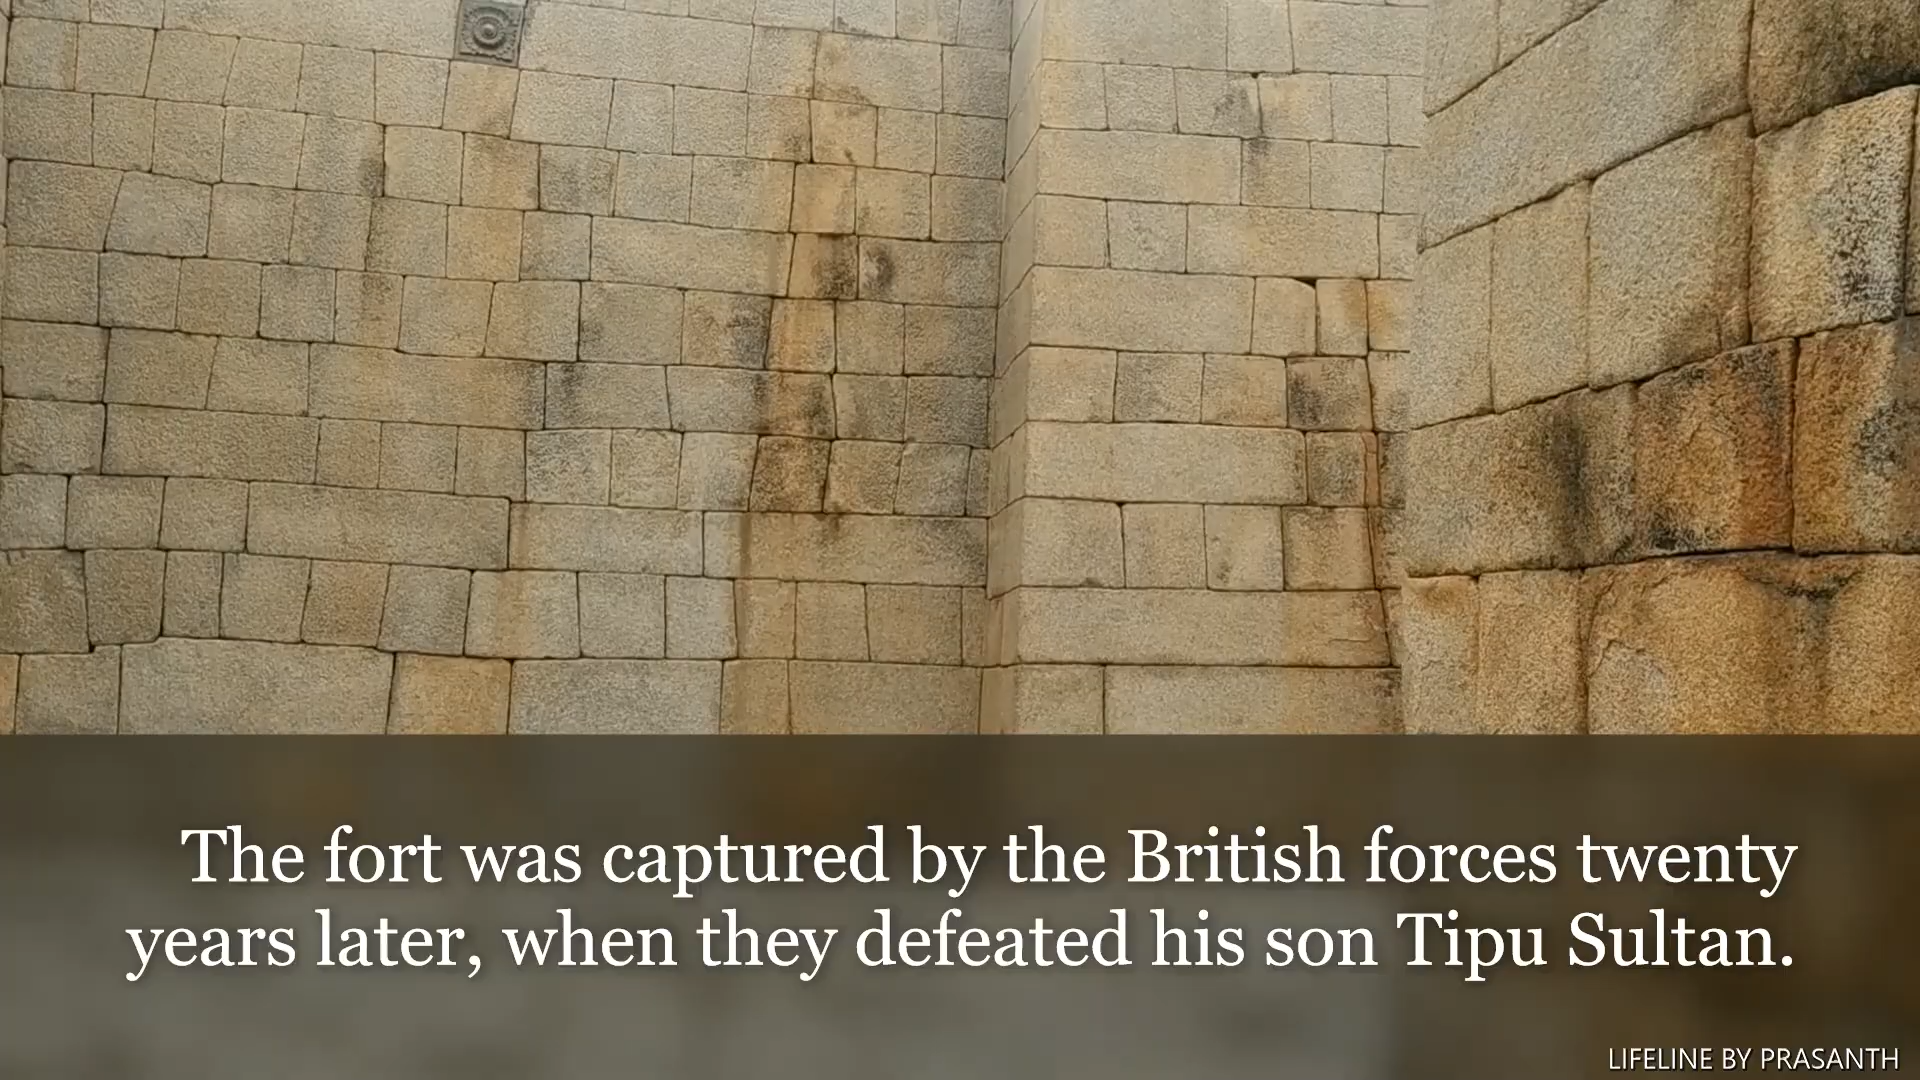 The fort was captured by the British forces twenty
years later, when they defeated his son Tipu Sultan.
LIFELINE BY PRASANTH